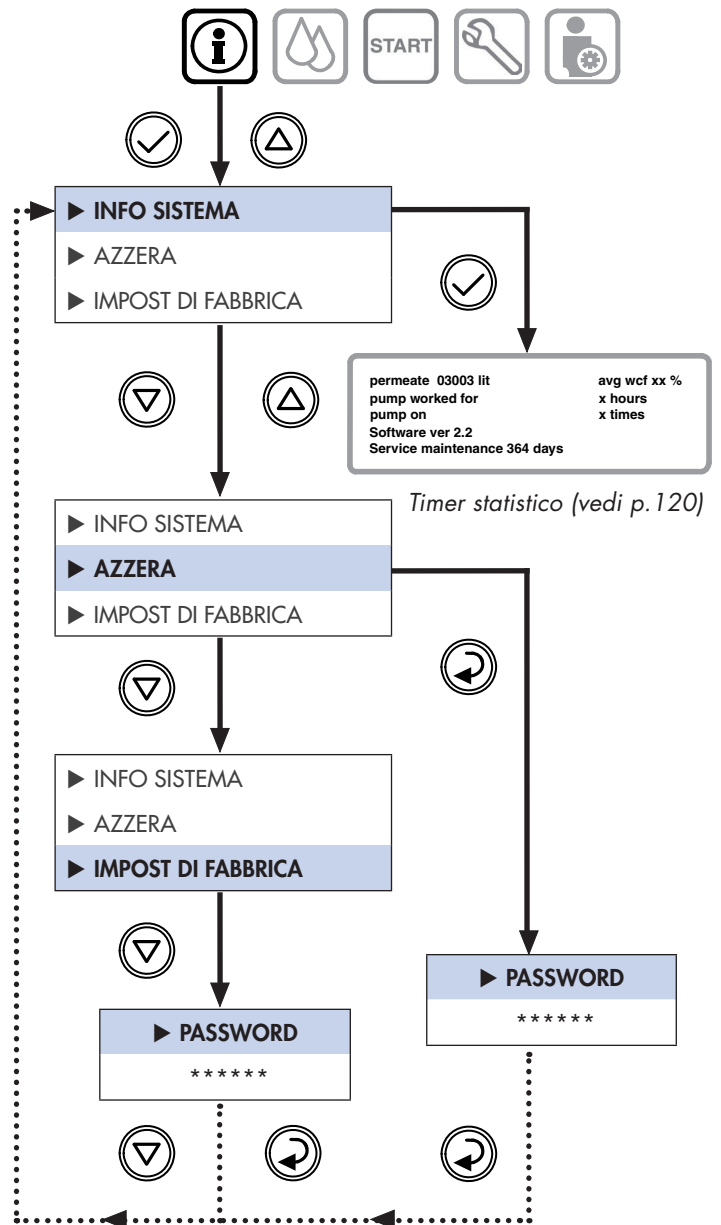 START
▶ INFO SISTEMA
▶ AZZERA
▶ IMPOST DI FABBRICA
permeate 03003 lit avg wcf xx %
pump worked for x hours
pump on x times
Software ver 2.2
Service maintenance 364 days
Timer statistico (vedi p.120)
▶ INFO SISTEMA
▶ AZZERA
▶ IMPOST DI FABBRICA
▶ INFO SISTEMA
▶ AZZERA
▶ IMPOST DI FABBRICA
▶ PASSWORD
******
▶ PASSWORD
******